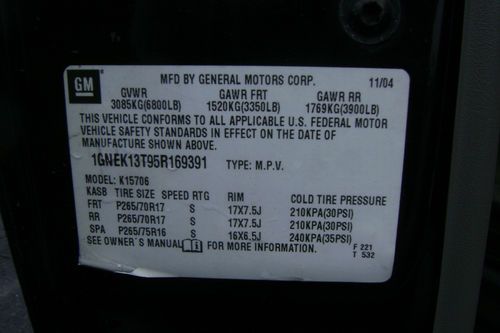 GM
MFD BY GENERAL MOTORS CORP. 11/04
GVWR GAWR FRT GAWR RR
3085KG(6800LB) 1520KG(3350LB) 1769KG(3900LB)
THIS VEHICLE CONFORMS TO ALL APPLICABLE U.S. FEDERAL MOTOR
VEHICLE SAFETY STANDARDS IN EFFECT ON THE DATE OF
MANUFACTURE SHOWN ABOVE.
1GNEK13T95R169391 TYPE: M.P.V.
MODEL: K15706
KASB TIRE SIZE SPEED RTG RIM COLD TIRE PRESSURE
FRT P265/70R17 S 17X7.5J 210KPA(30PSI)
RR P265/70R17 S 17X7.5J 210KPA(30PSI)
SPA P265/75R16 S 16X6.5J 240KPA(35PSI)
SEE OWNER'S MANUAL FOR MORE INFORMATION. F 221
T 532